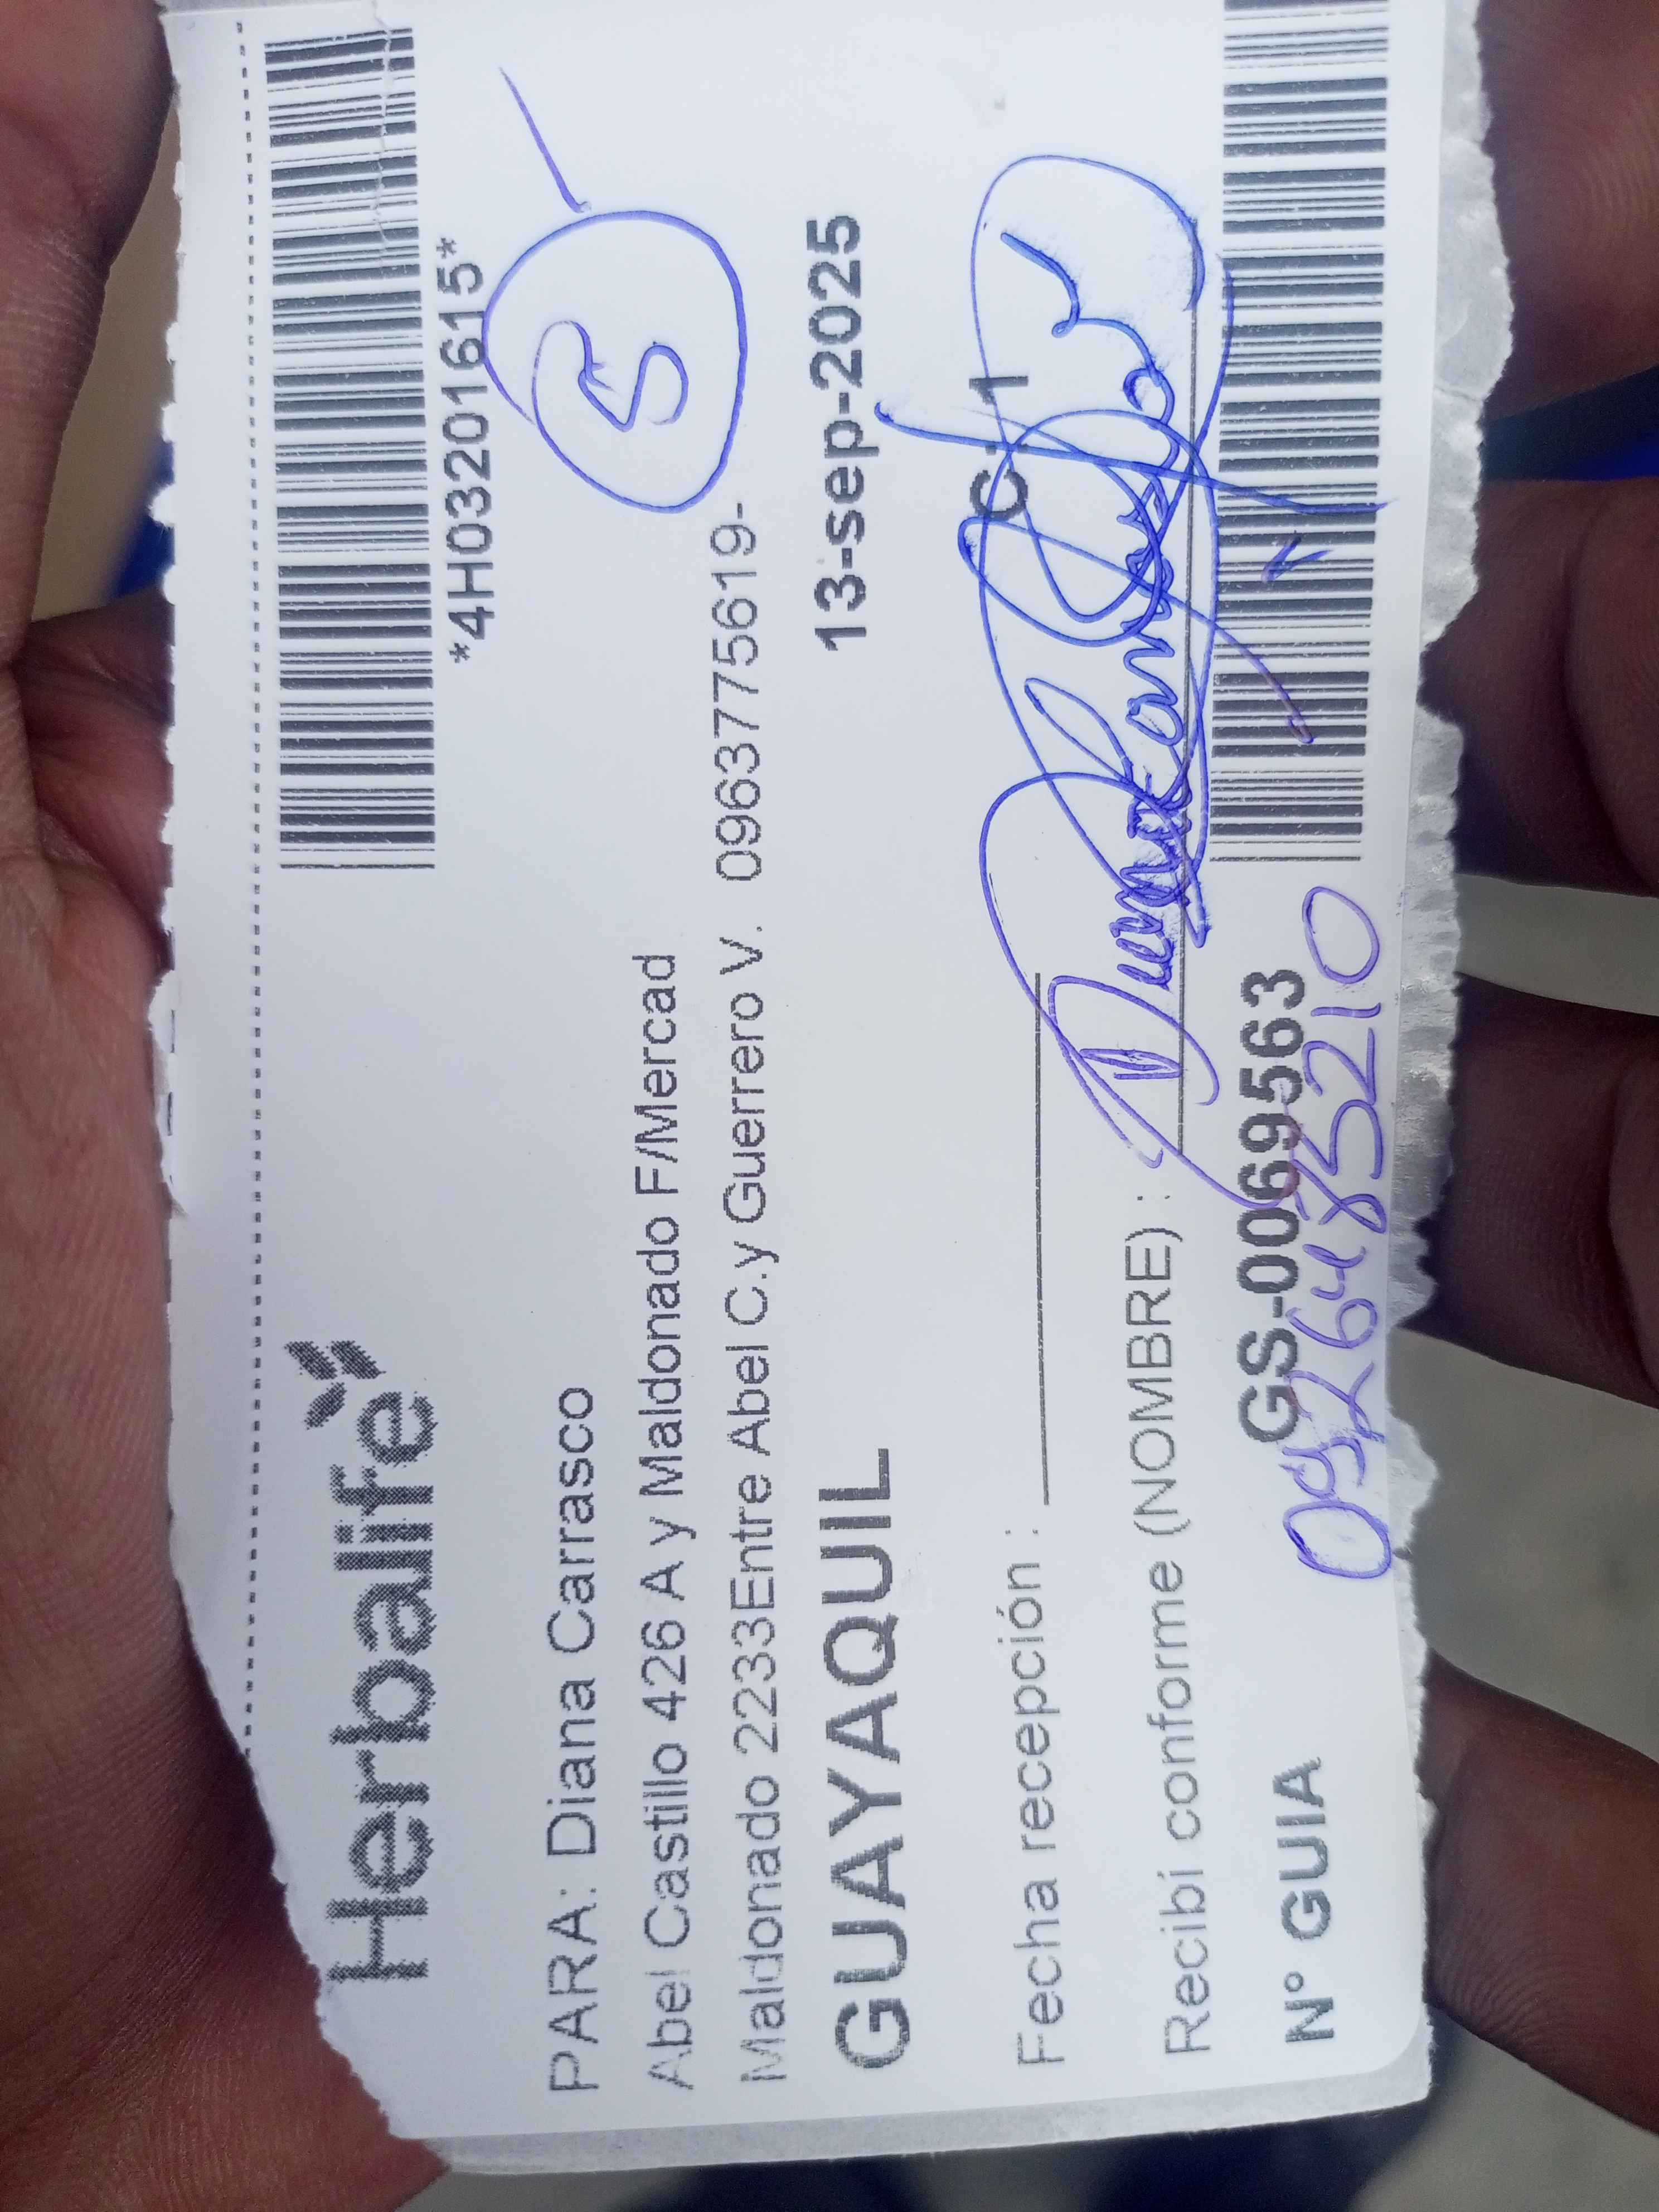 Herbalife
*4H03201615*
PARA: Diana Carrasco
5
Abel Castillo 426 A y Maldonado F/Mercad
Maldonado 2233Entre Abel C.y Guerrero V. 0963775619-
GUAYAQUIL 13-sep-2025
Fecha recepción :
Recibí conforme (NOMBRE) :
N° GUIA GS-0069563